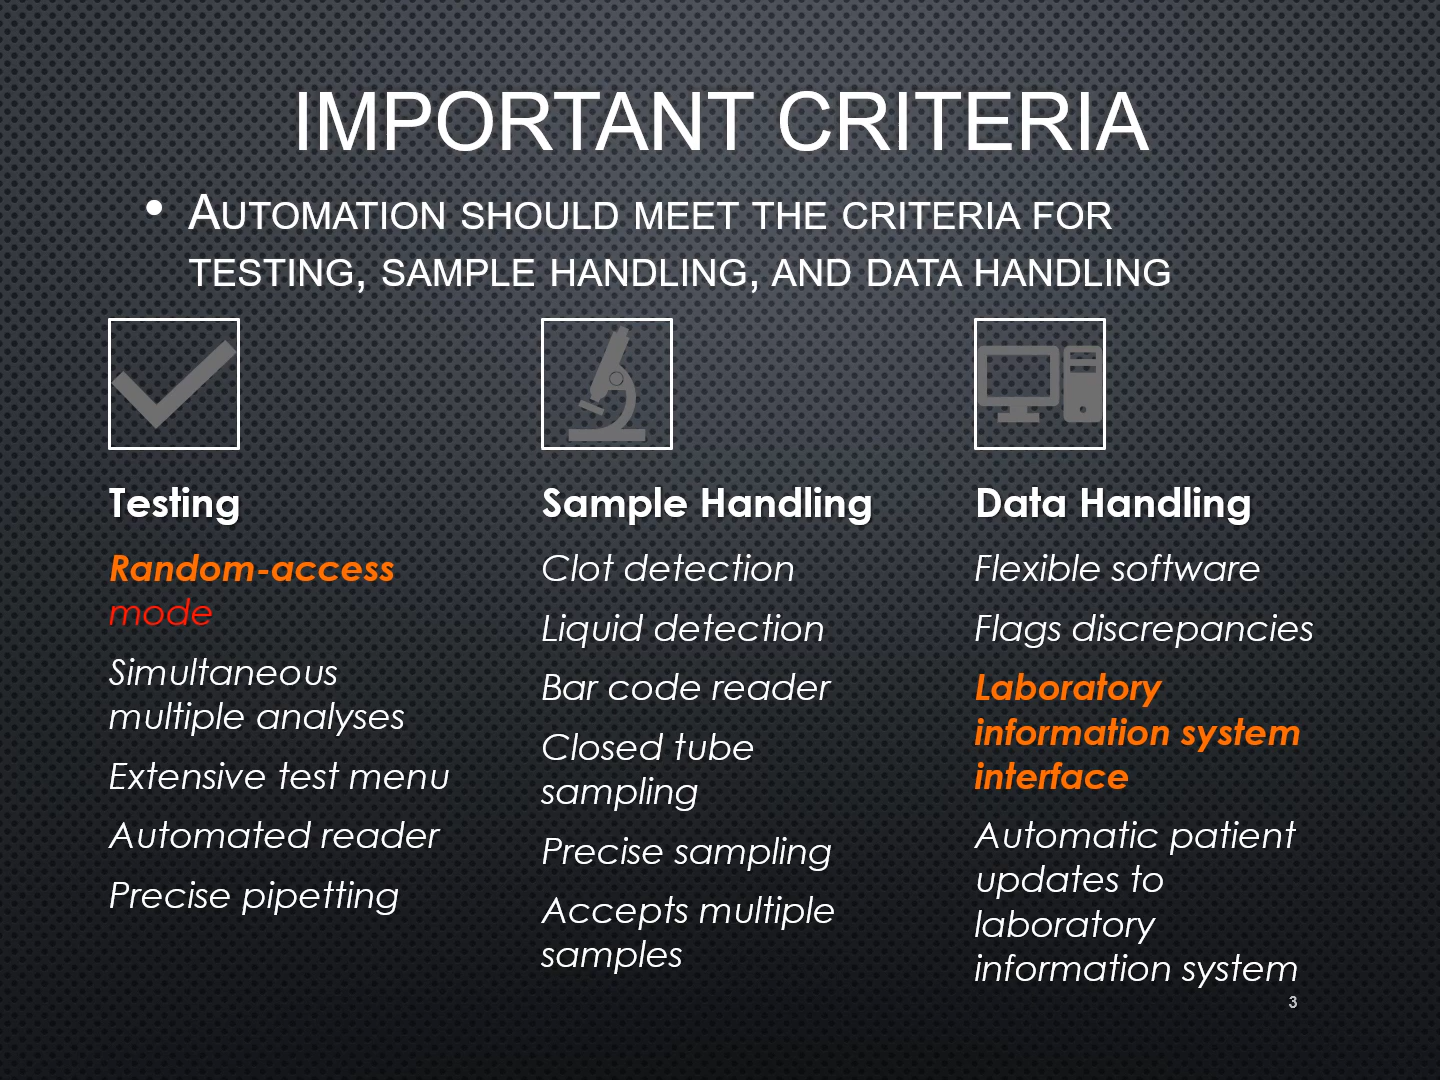 IMPORTANT CRITERIA
• AUTOMATION SHOULD MEET THE CRITERIA FOR
TESTING, SAMPLE HANDLING, AND DATA HANDLING
Testing
Random-access
mode
Simultaneous
multiple analyses
Extensive test menu
Automated reader
Precise pipetting
Sample Handling
Clot detection
Liquid detection
Bar code reader
Closed tube
sampling
Precise sampling
Accepts multiple
samples
Data Handling
Flexible software
Flags discrepancies
Laboratory
information system
interface
Automatic patient
updates to
laboratory
information system
3